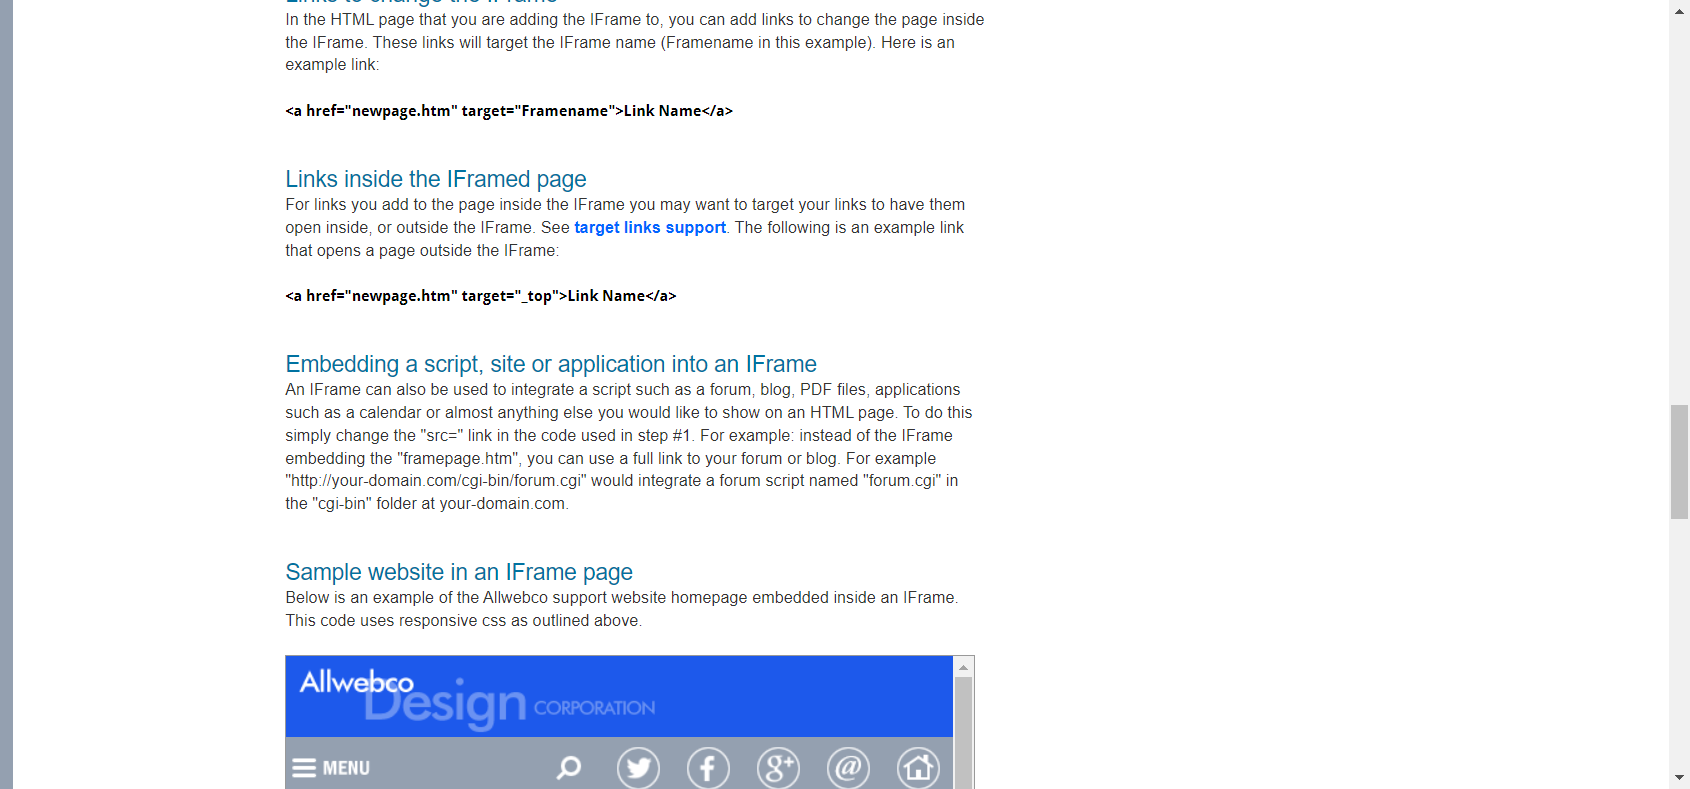 Links to change the IFrame
In the HTML page that you are adding the IFrame to, you can add links to change the page inside
the IFrame. These links will target the IFrame name (Framename in this example). Here is an
example link:
<a href="newpage.htm" target="Framename">Link Name</a>
Links inside the IFramed page
For links you add to the page inside the IFrame you may want to target your links to have them
open inside, or outside the IFrame. See target links support. The following is an example link
that opens a page outside the IFrame:
<a href="newpage.htm" target="_top">Link Name</a>
Embedding a script, site or application into an IFrame
An IFrame can also be used to integrate a script such as a forum, blog, PDF files, applications
such as a calendar or almost anything else you would like to show on an HTML page. To do this
simply change the "src=" link in the code used in step #1. For example: instead of the IFrame
embedding the "framepage.htm", you can use a full link to your forum or blog. For example
"http://your-domain.com/cgi-bin/forum.cgi" would integrate a forum script named "forum.cgi" in
the "cgi-bin" folder at your-domain.com.
Sample website in an IFrame page
Below is an example of the Allwebco support website homepage embedded inside an IFrame.
This code uses responsive css as outlined above.
Allwebco
Design CORPORATION
MENU f g+ @